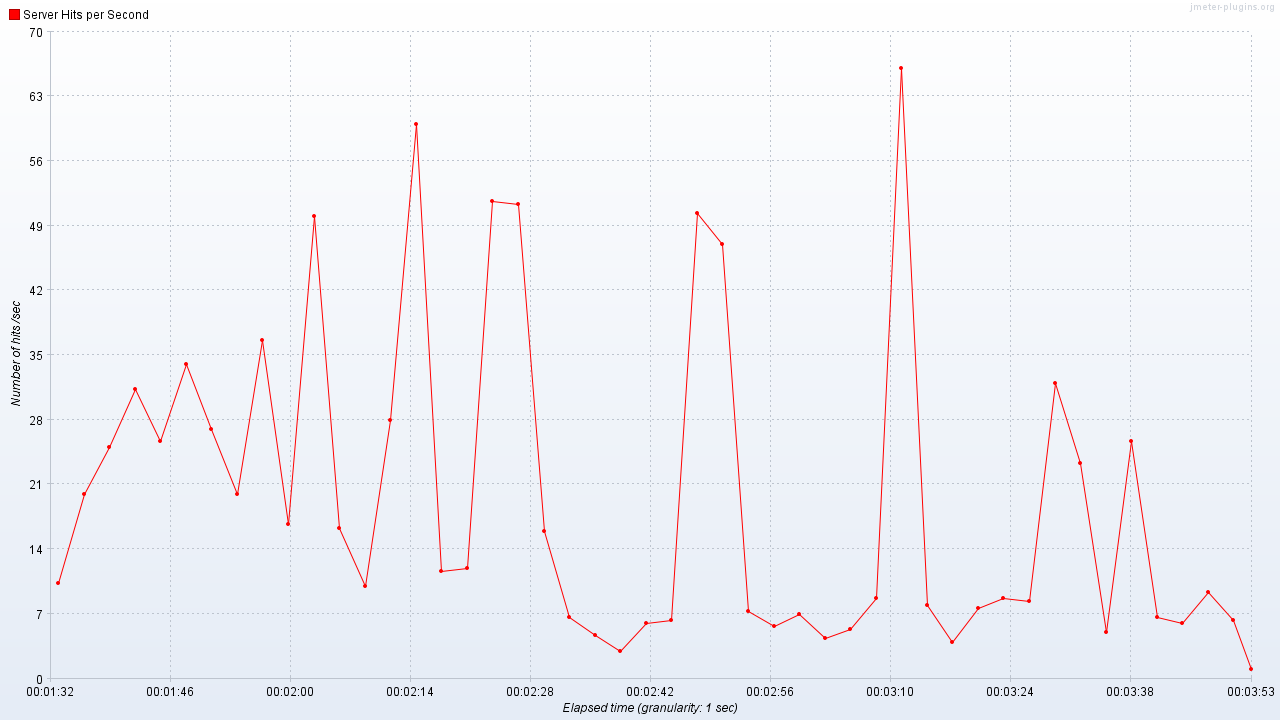 Server Hits per Second
jmeter-plugins.org
70
63
56
49
42
35
28
21
14
7
0
Number of hits /sec
00:01:32 00:01:46 00:02:00 00:02:14 00:02:28 00:02:42 00:02:56 00:03:10 00:03:24 00:03:38 00:03:53
Elapsed time (granularity: 1 sec)